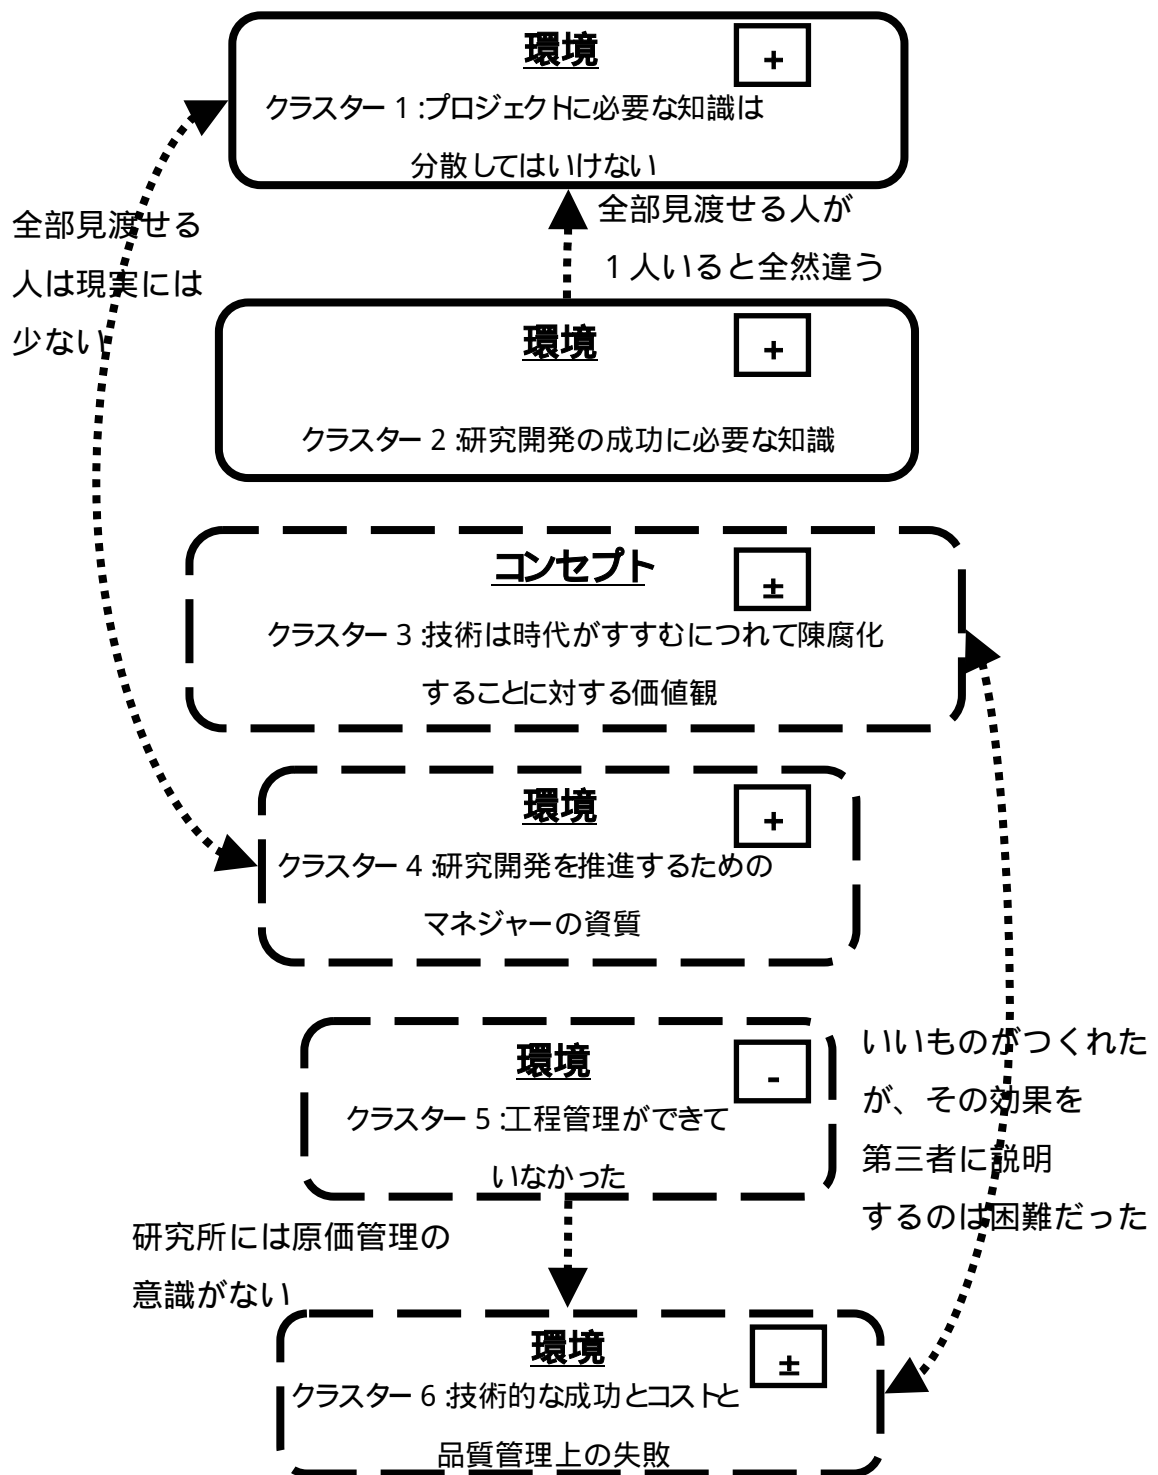 環境
+
クラスター 1 :プロジェクトに必要な知識は
分散してはいけない
全部見渡せる
人は現実には
少ない
全部見渡せる人が
1 人いると全然違う
環境
+
クラスター 2 :研究開発の成功に必要な知識
コンセプト
±
クラスター 3 :技術は時代がすすむにつれて陳腐化
することに対する価値観
環境
+
クラスター 4 :研究開発を推進するための
マネジャーの資質
環境
-
クラスター 5 :工程管理ができて
いなかった
いいものがつくれた
が、その効果を
第三者に説明
するのは困難だった
研究所には原価管理の
意識がない
環境
±
クラスター 6 :技術的な成功とコストと
品質管理上の失敗